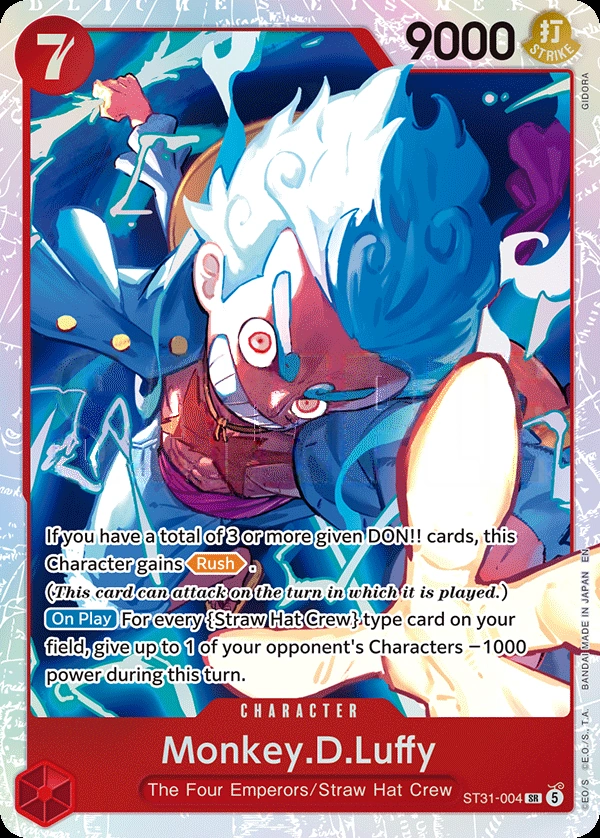 7
9000
打
STRIKE
GIDORA
If you have a total of 3 or more given DON!! cards, this
Character gains Rush.
(This card can attack on the turn in which it is played.)
On Play For every {Straw Hat Crew} type card on your
field, give up to 1 of your opponent's Characters −1000
power during this turn.
CHARACTER
Monkey.D.Luffy
The Four Emperors/Straw Hat Crew
ST31-004 SR 5
©E.O./S., T.A. BANDAI MADE IN JAPAN EN
©EO/S